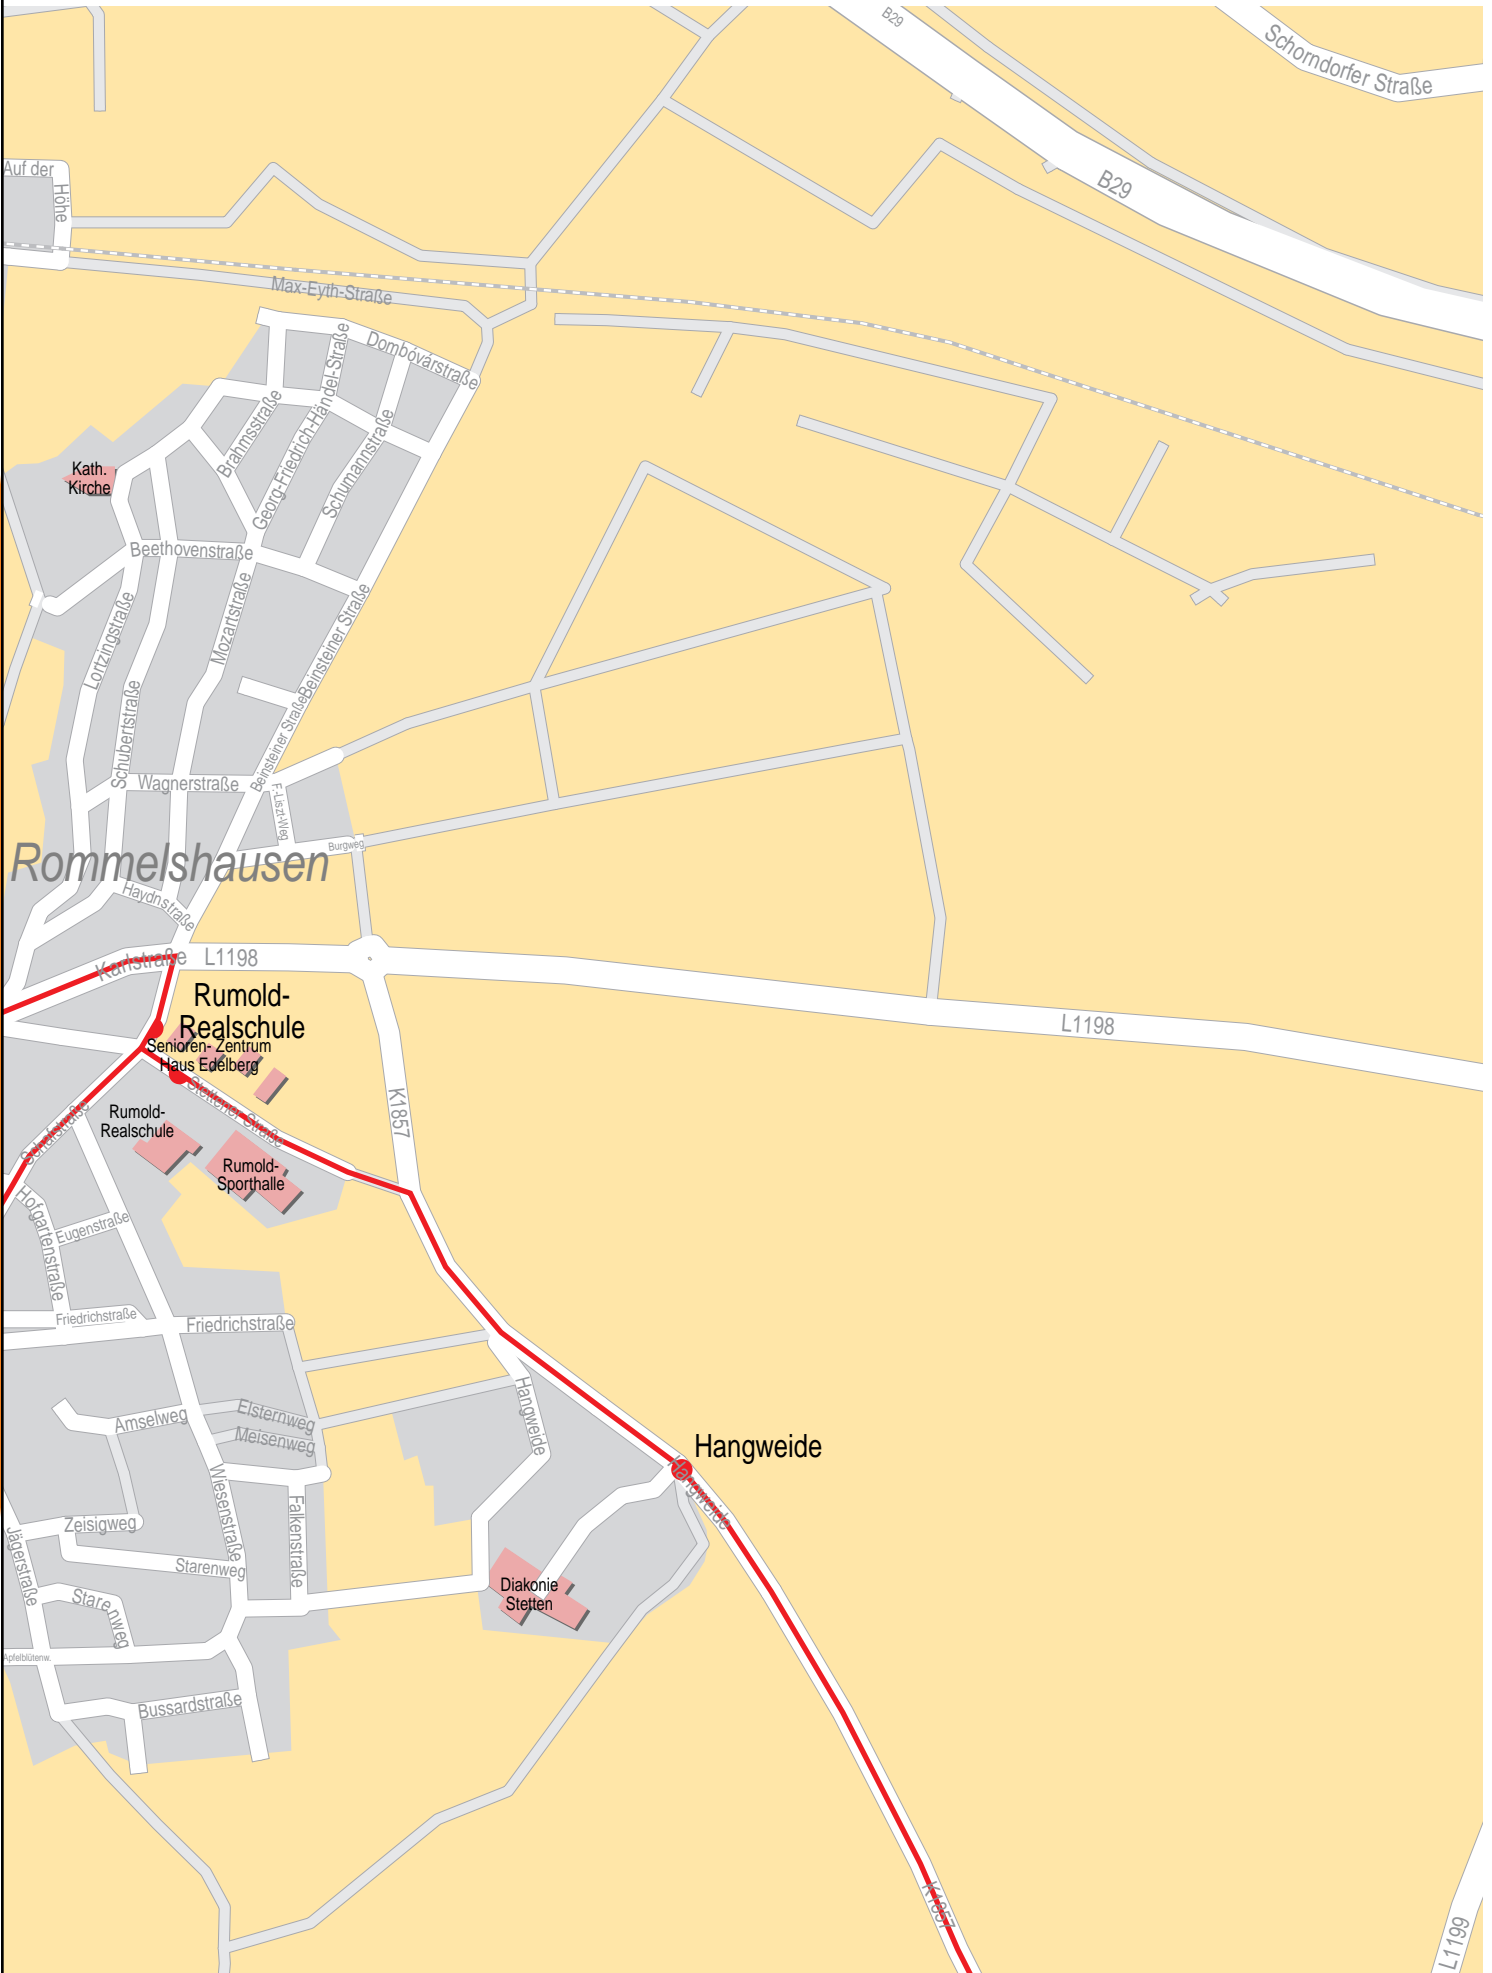 B29
Schorndorfer Straße
B29
Auf der
Höhe
Max-Eyth-Straße
Dombóvárstraße
Georg-Friedrich-Händel-Straße
Brahmsstraße
Schumannstraße
Kath.
Kirche
Beethovenstraße
Mozartstraße
Lortzingstraße
Beinsteiner Straße
Schubertstraße
Beinsteiner Straße
Wagnerstraße
F.-Liszt-Weg
Burgweg
Rommelshausen
Haydnstraße
Karlstraße
L1198
Rumold-
Realschule
L1198
Senioren- Zentrum
Haus Edelberg
Stettener Straße
K1857
Schafstraße
Rumold-
Realschule
Rumold-
Sporthalle
Hofgartenstraße
Eugenstraße
Friedrichstraße
Friedrichstraße
Hangweide
Amselweg
Elsternweg
Meisenweg
Hangweide
Hangweide
Wiesenstraße
Falkenstraße
Zeisigweg
Jägerstraße
Starenweg
Starenweg
Diakonie
Stetten
Apfelblütenw.
Bussardstraße
K1857
L1199